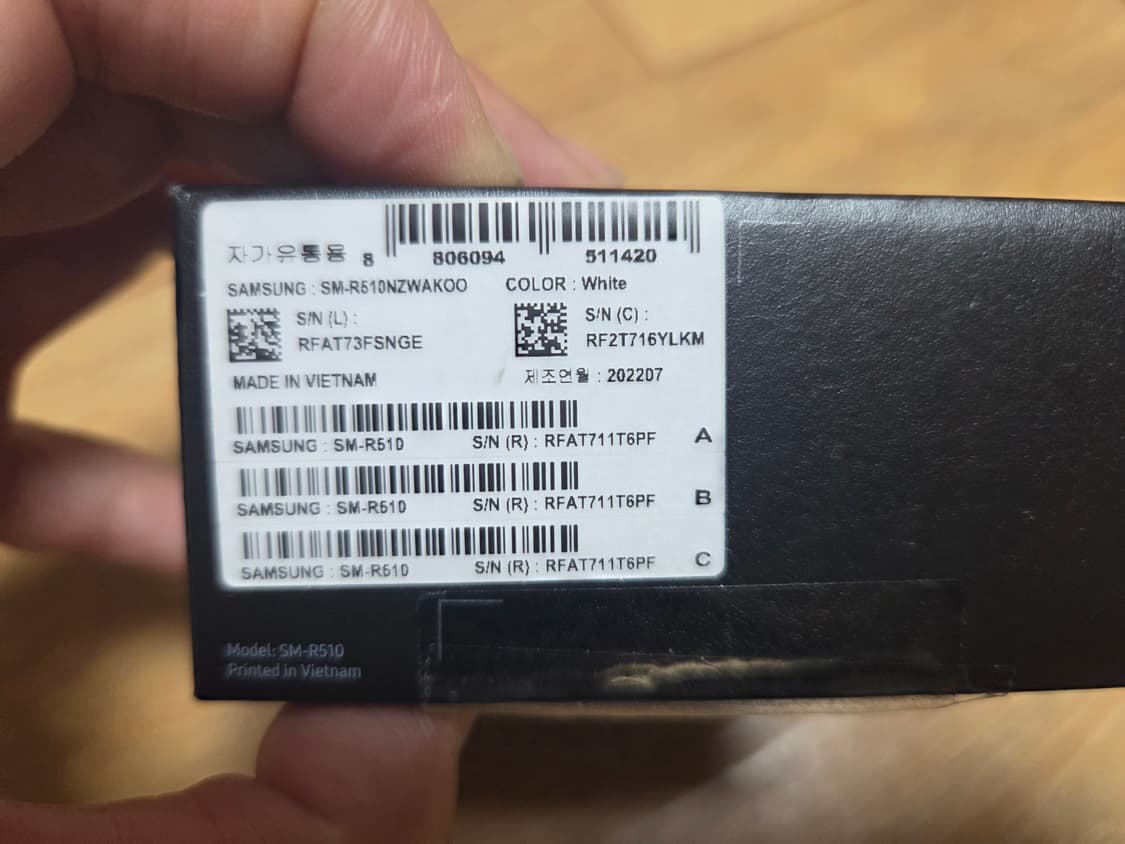 자가유통용 8 806094 511420
SAMSUNG : SM-R510NZWAKOO COLOR : White
S/N (L) : S/N (C) :
RFAT73FSNGE RF2T716YLKM
MADE IN VIETNAM 제조연월 : 202207
SAMSUNG : SM-R510 S/N (R) : RFAT711T6PF A
SAMSUNG : SM-R510 S/N (R) : RFAT711T6PF B
SAMSUNG : SM-R510 S/N (R) : RFAT711T6PF C
Model: SM-R510
Printed in Vietnam